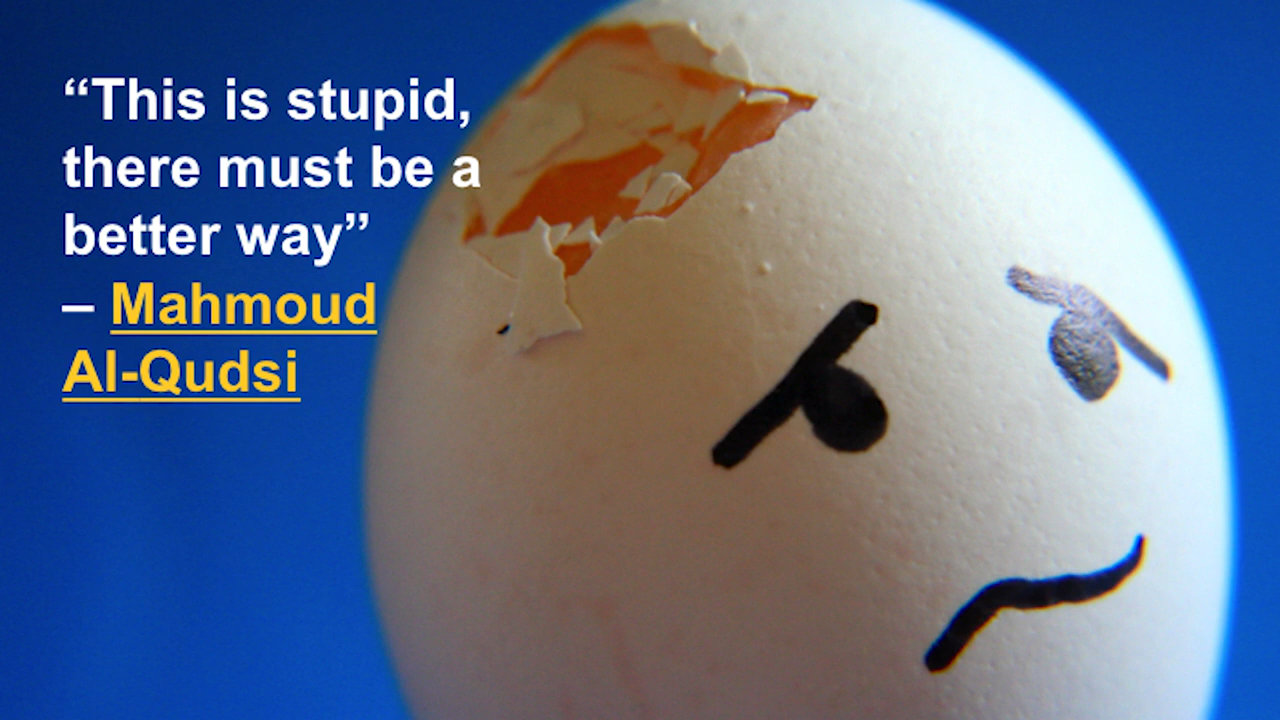 “This is stupid,
there must be a
better way”
– Mahmoud
Al-Qudsi